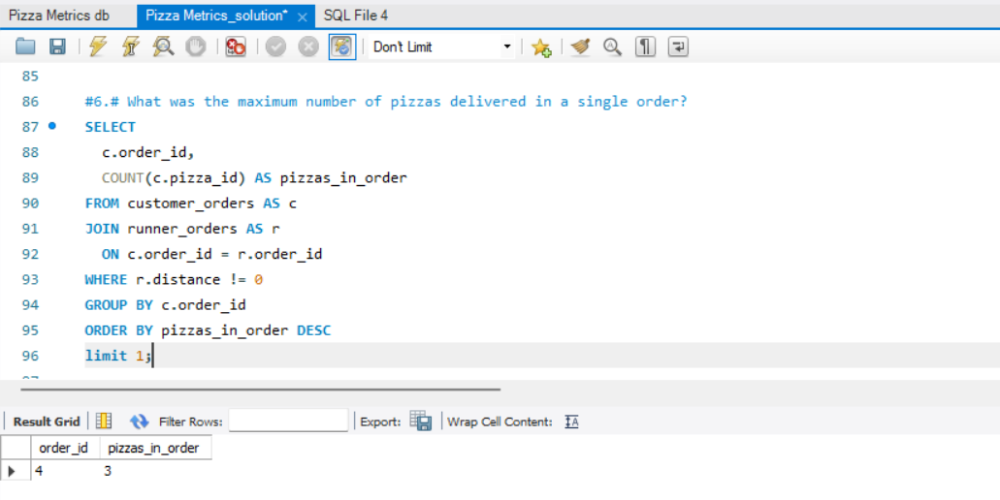 Pizza Metrics db Pizza Metrics_solution* × SQL File 4
Don't Limit
85
86 #6.# What was the maximum number of pizzas delivered in a single order?
87 SELECT
88 c.order_id,
89 COUNT(c.pizza_id) AS pizzas_in_order
90 FROM customer_orders AS c
91 JOIN runner_orders AS r
92 ON c.order_id = r.order_id
93 WHERE r.distance != 0
94 GROUP BY c.order_id
95 ORDER BY pizzas_in_order DESC
96 limit 1;
Result Grid Filter Rows: Export: Wrap Cell Content: IA
order_id pizzas_in_order
4 3